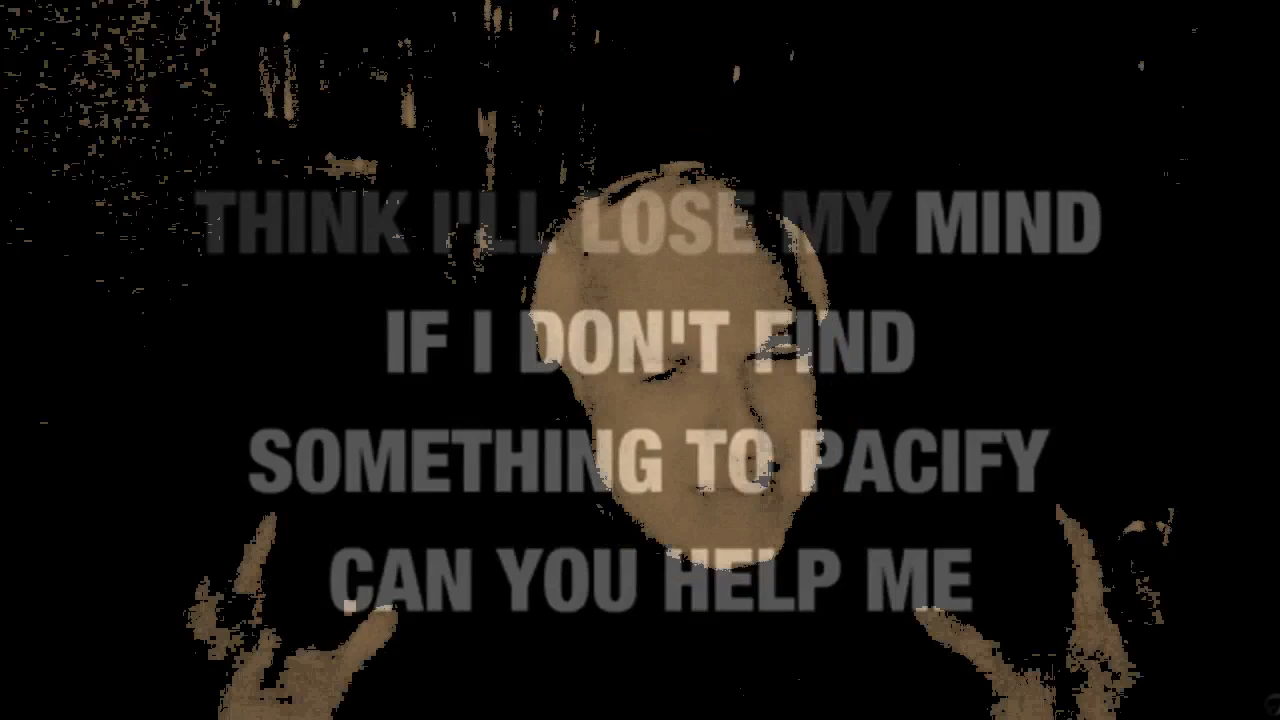 THINK I'LL LOSE MY MIND
IF I DON'T FIND
SOMETHING TO PACIFY
CAN YOU HELP ME